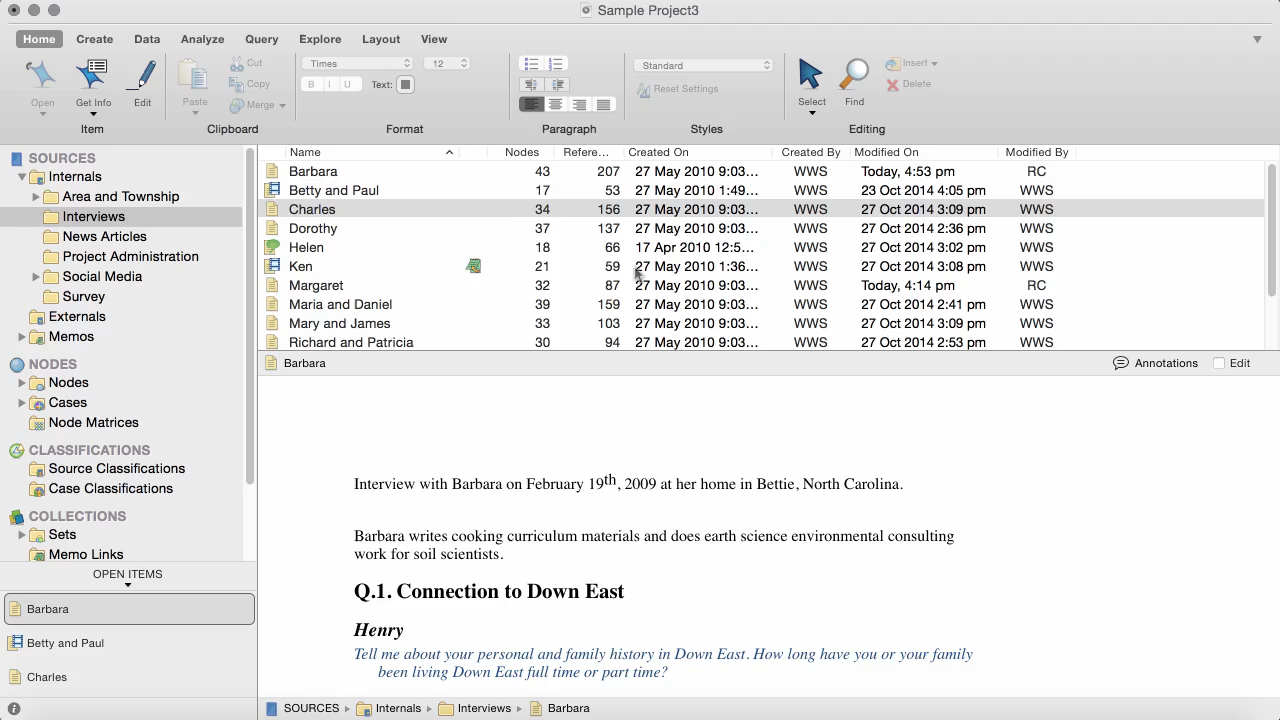 Sample Project3
Home Create Data Analyze Query Explore Layout View
Open Get Info Edit Paste Cut Copy Merge Times 12 B I U Text: Standard Reset Settings Select Find Insert Delete
Item Clipboard Format Paragraph Styles Editing
SOURCES
Internals
Area and Township
Interviews
News Articles
Project Administration
Social Media
Survey
Externals
Memos
NODES
Nodes
Cases
Node Matrices
CLASSIFICATIONS
Source Classifications
Case Classifications
COLLECTIONS
Sets
Memo Links
OPEN ITEMS
Barbara
Betty and Paul
Charles
Name Nodes Refere... Created On Created By Modified On Modified By
Barbara 43 207 27 May 2010 9:03... WWS Today, 4:53 pm RC
Betty and Paul 17 53 27 May 2010 1:49... WWS 23 Oct 2014 4:05 pm WWS
Charles 34 156 27 May 2010 9:03... WWS 27 Oct 2014 3:09 pm WWS
Dorothy 37 137 27 May 2010 9:03... WWS 27 Oct 2014 2:36 pm WWS
Helen 18 66 17 Apr 2010 12:5... WWS 27 Oct 2014 3:02 pm WWS
Ken 21 59 27 May 2010 1:36... WWS 27 Oct 2014 3:08 pm WWS
Margaret 32 87 27 May 2010 9:03... WWS Today, 4:14 pm RC
Maria and Daniel 39 159 27 May 2010 9:03... WWS 27 Oct 2014 2:41 pm WWS
Mary and James 33 103 27 May 2010 9:03... WWS 27 Oct 2014 3:09 pm WWS
Richard and Patricia 30 94 27 May 2010 9:03... WWS 27 Oct 2014 2:53 pm WWS
Barbara Annotations Edit
Interview with Barbara on February 19th, 2009 at her home in Bettie, North Carolina.
Barbara writes cooking curriculum materials and does earth science environmental consulting
work for soil scientists.
Q.1. Connection to Down East
Henry
Tell me about your personal and family history in Down East. How long have you or your family
been living Down East full time or part time?
SOURCES Internals Interviews Barbara